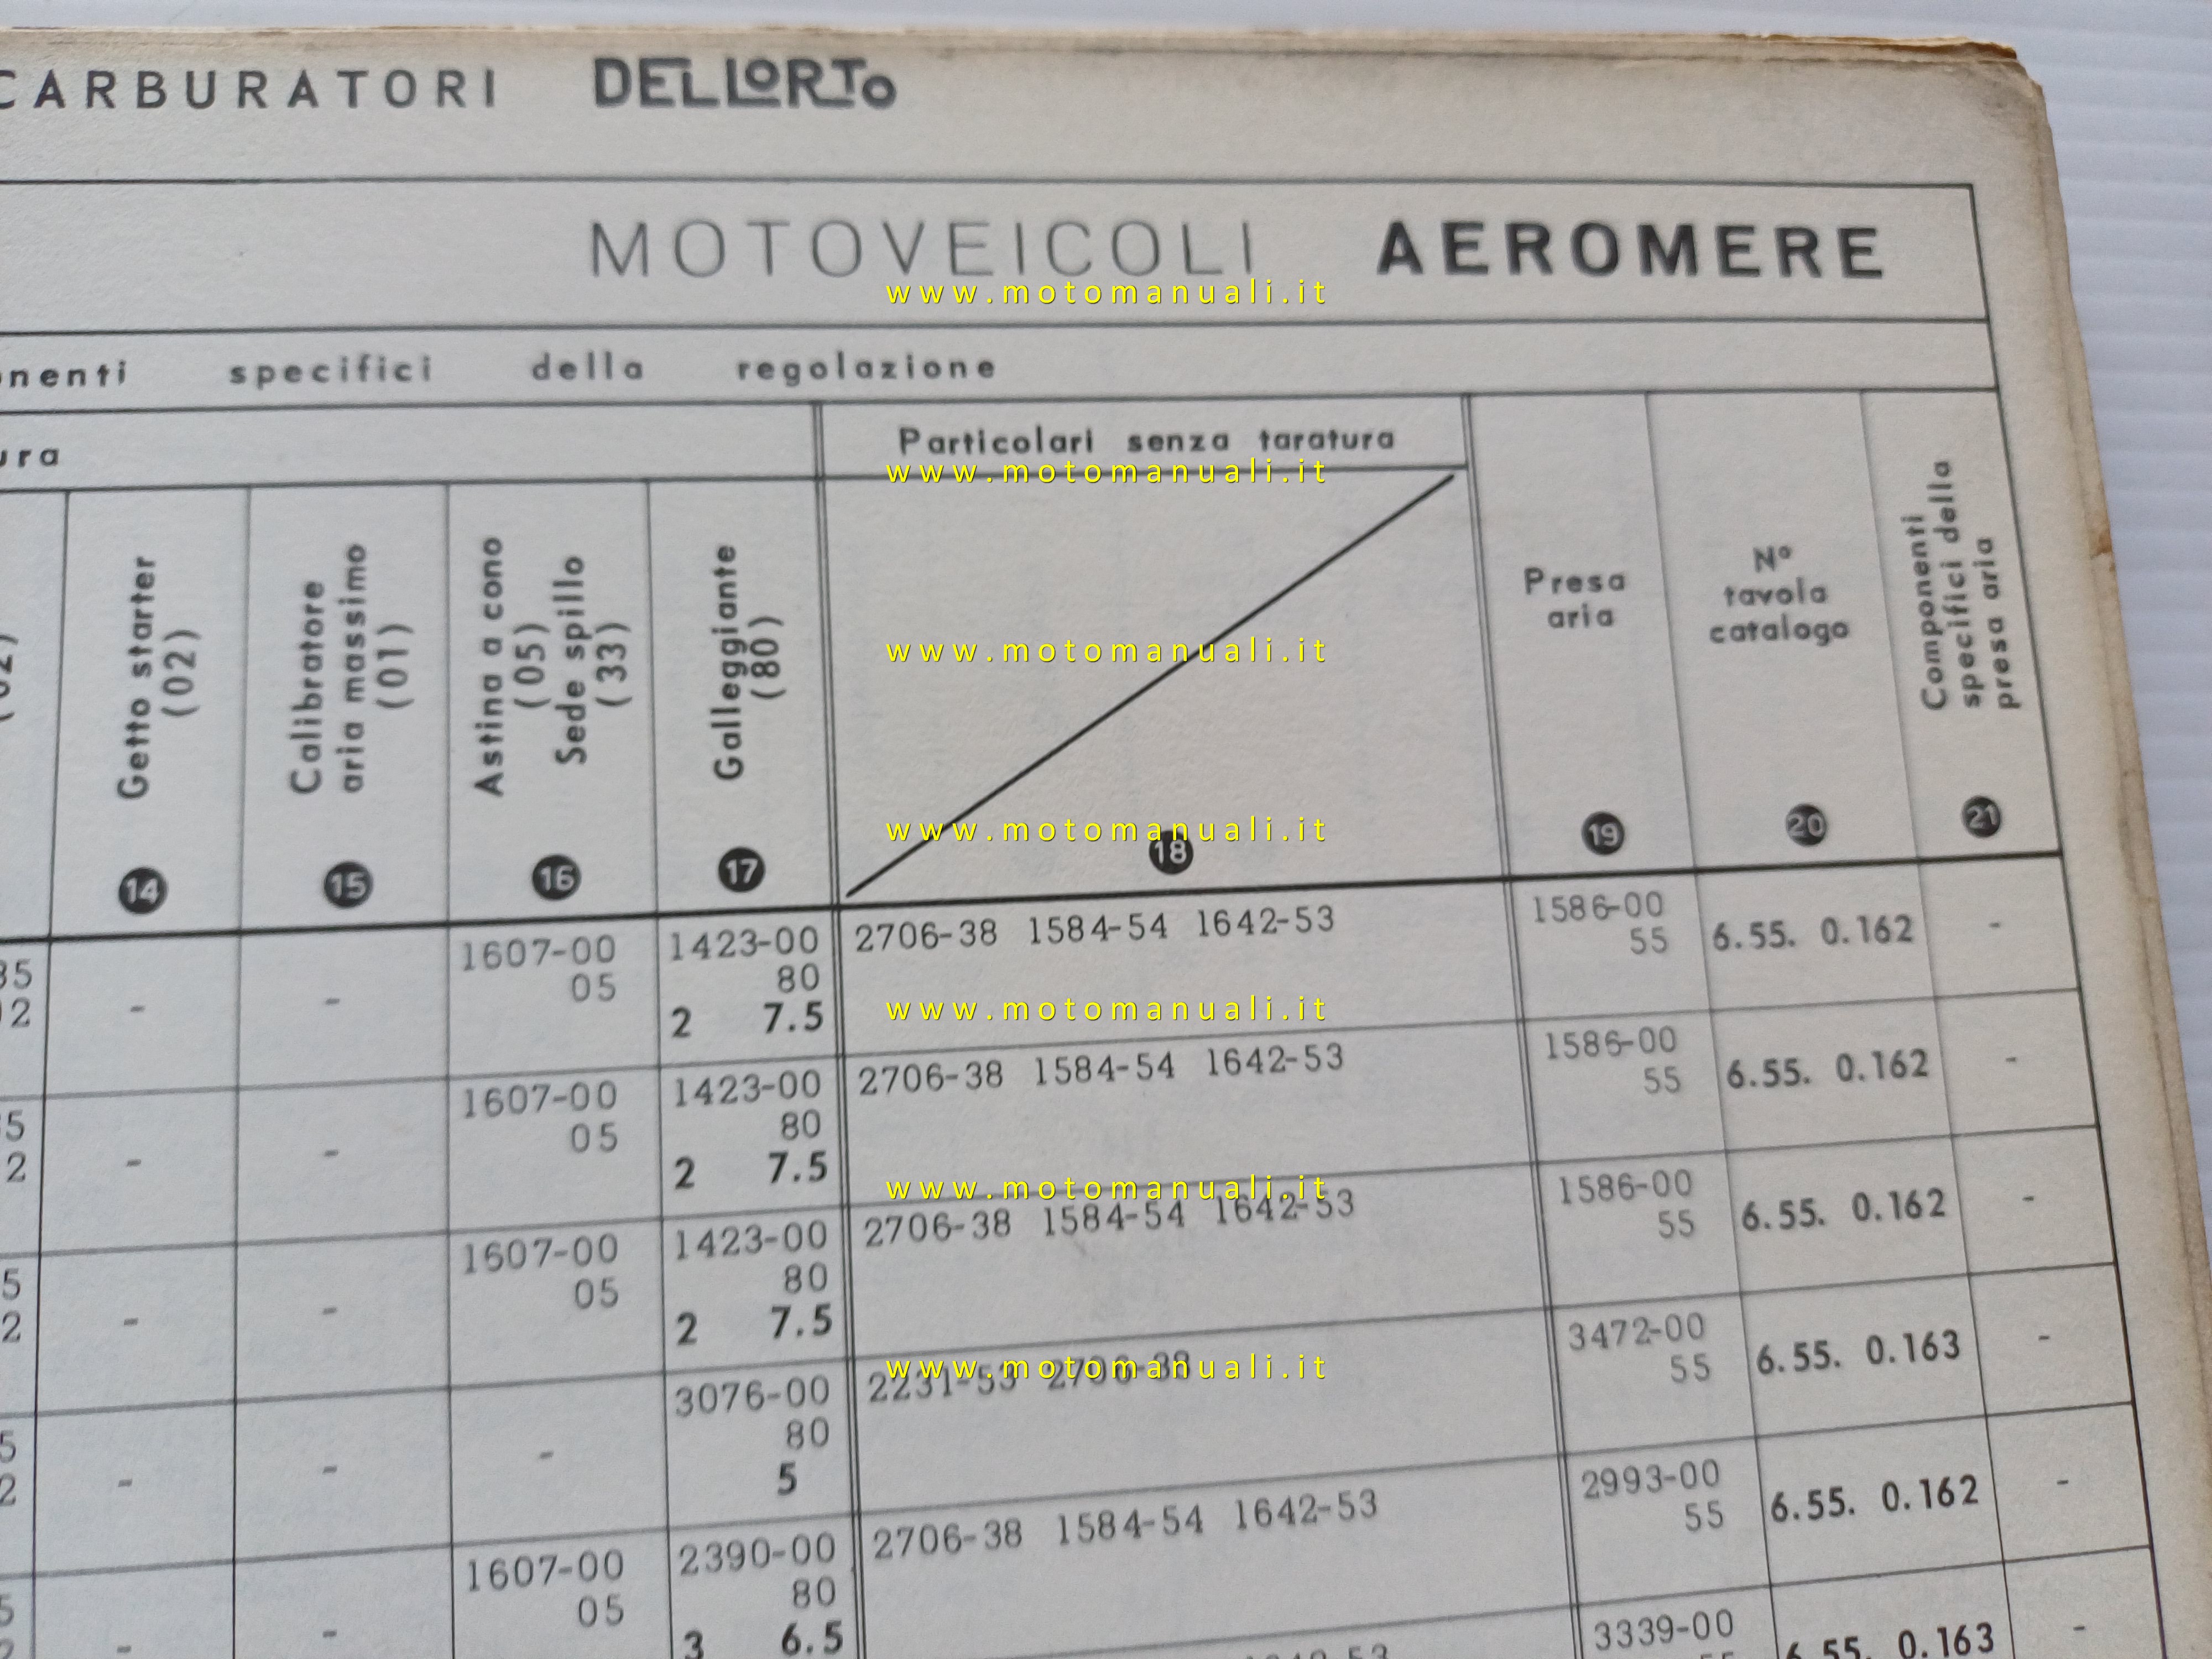 CARBURATORI DELLORTO
MOTOVEICOLI AEROMERE
www.motomanuali.it
specifici della regolazione
Particolari senza taratura
www.motomanuali.it
Getto starter
(02)
14
Calibratore
aria massimo
(01)
15
Astina a cono
(05)
Sede spillo
(33)
16
Galleggiante
(80)
17
www.motomanuali.it
www.motomanuali.it
18
Presa
aria
19
N°
tavola
catalogo
20
Componenti
specifici della
presa aria
21
- - 1607-00 1423-00 2706-38 1584-54 1642-53 1586-00 6.55. 0.162 -
05 80 55
2 7.5
www.motomanuali.it
- - 1607-00 1423-00 2706-38 1584-54 1642-53 1586-00 6.55. 0.162 -
05 80 55
2 7.5
www.motomanuali.it
- - 1607-00 1423-00 2706-38 1584-54 1642-53 1586-00 6.55. 0.162 -
05 80 55
2 7.5
www.motomanuali.it
- - - 3076-00 2231-53 2706-38 3472-00 6.55. 0.163 -
80 55
5
- - 1607-00 2390-00 2706-38 1584-54 1642-53 2993-00 6.55. 0.162 -
05 80 55
3 6.5
3339-00 6.55. 0.163 -